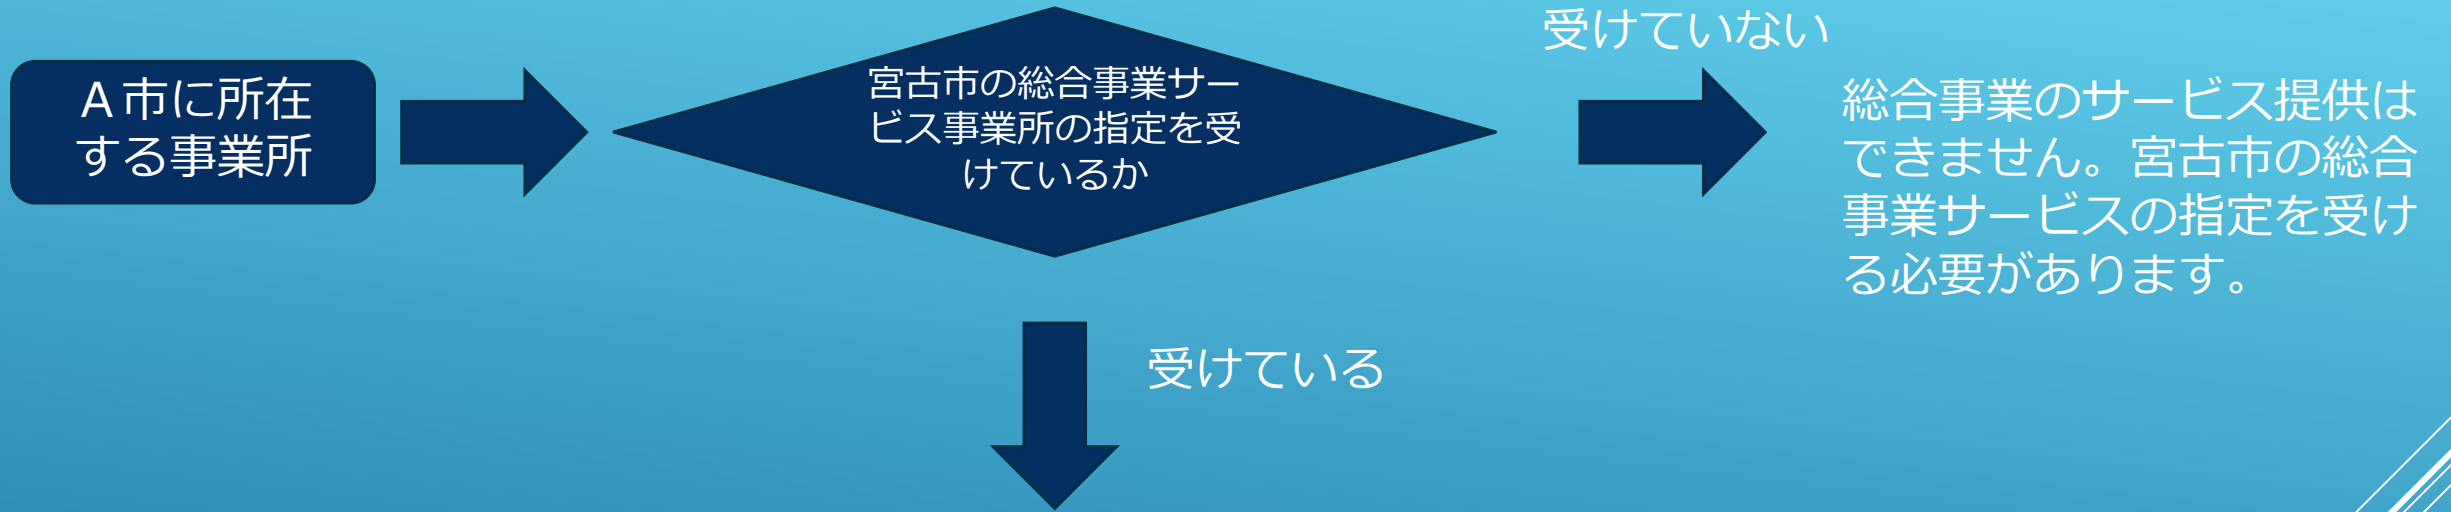 A市に所在
する事業所
宮古市の総合事業サー
ビス事業所の指定を受
けているか
受けていない
総合事業のサービス提供は
できません。宮古市の総合
事業サービスの指定を受け
る必要があります。
受けている